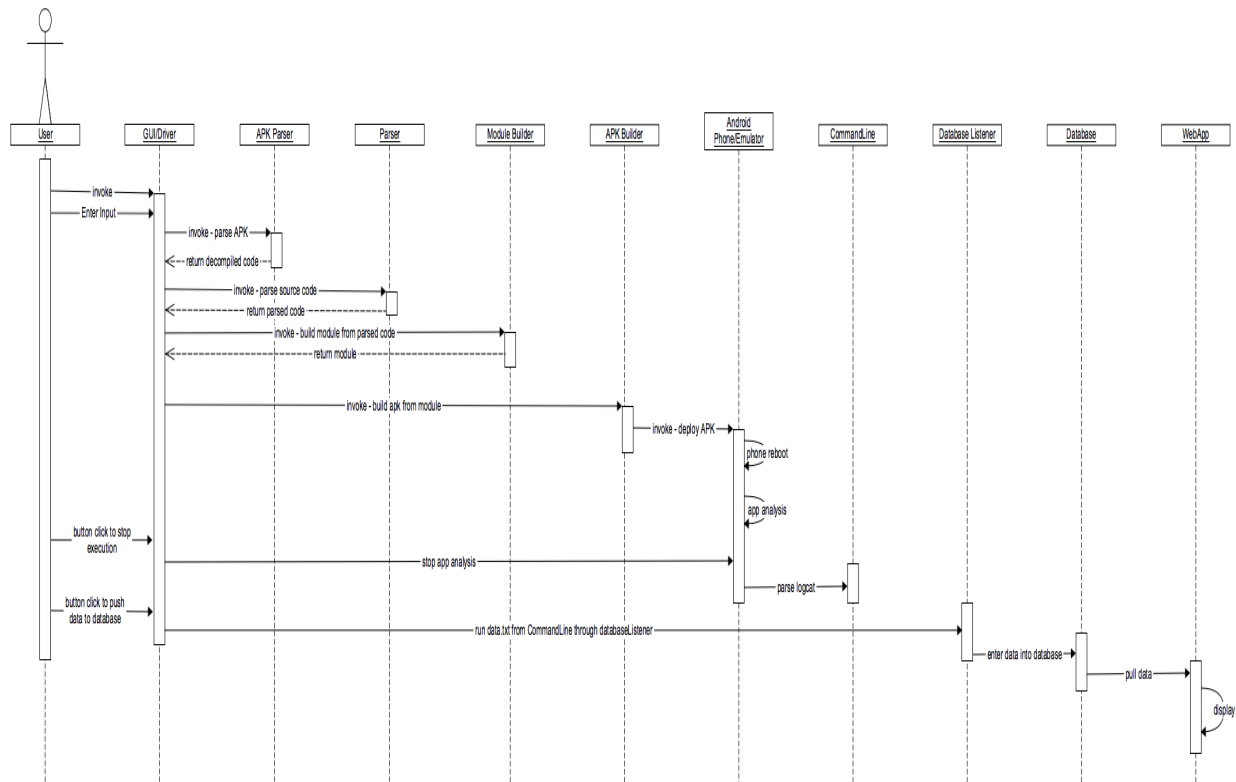 User
GUI/Driver
APK Parser
Parser
Module Builder
APK Builder
Android
Phone/Emulator
CommandLine
Database Listener
Database
WebApp
invoke
Enter Input
invoke - parse APK
return decompiled code
invoke - parse source code
return parsed code
invoke - build module from parsed code
return module
invoke - build apk from module
invoke - deploy APK
phone reboot
app analysis
button click to stop
execution
stop app analysis
parse logcat
button click to push
data to database
run data.txt from CommandLine through databaseListener
enter data into database
pull data
display